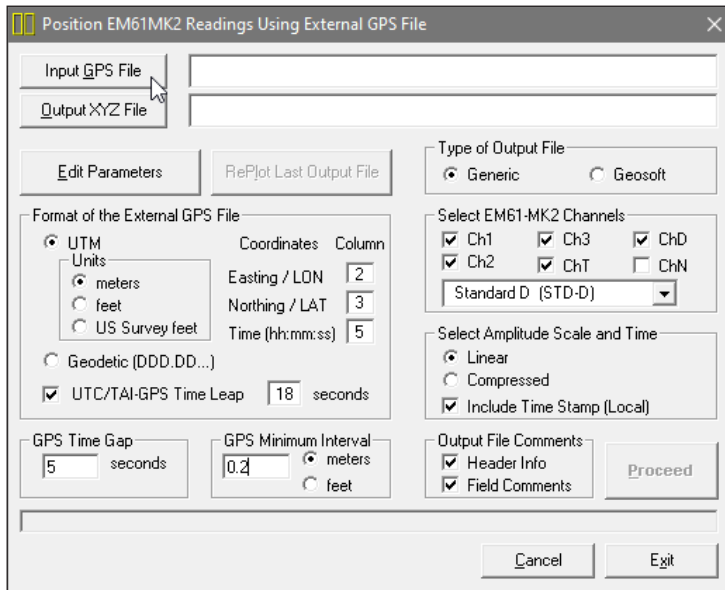 Position EM61MK2 Readings Using External GPS File
Input GPS File
Output XYZ File
Edit Parameters
RePlot Last Output File
Type of Output File
Generic
Geosoft
Format of the External GPS File
UTM
Units
meters
feet
US Survey feet
Coordinates Column
Easting / LON 2
Northing / LAT 3
Time (hh:mm:ss) 5
Geodetic (DDD.DD...)
UTC/TAI-GPS Time Leap 18 seconds
Select EM61-MK2 Channels
Ch1 Ch3 ChD
Ch2 ChT ChN
Standard D (STD-D)
Select Amplitude Scale and Time
Linear
Compressed
Include Time Stamp (Local)
GPS Time Gap
5 seconds
GPS Minimum Interval
0.2 meters
feet
Output File Comments
Header Info
Field Comments
Proceed
Cancel
Exit